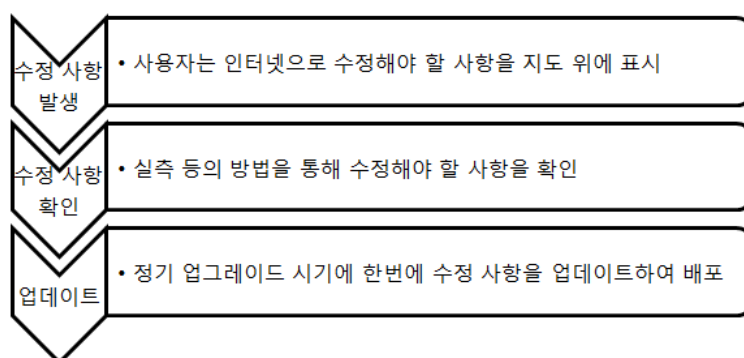 수정 사항
발생
• 사용자는 인터넷으로 수정해야 할 사항을 지도 위에 표시
수정 사항
확인
• 실측 등의 방법을 통해 수정해야 할 사항을 확인
업데이트
• 정기 업그레이드 시기에 한번에 수정 사항을 업데이트하여 배포